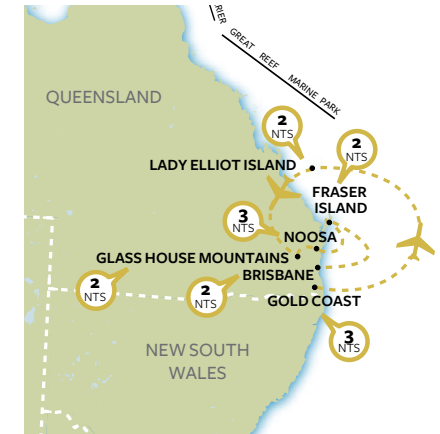 RIER GREAT REEF MARINE PARK
QUEENSLAND
2
NTS
2
NTS
LADY ELLIOT ISLAND
FRASER
ISLAND
3
NTS
NOOSA
GLASS HOUSE MOUNTAINS
BRISBANE
2
NTS
2
NTS
GOLD COAST
3
NTS
NEW SOUTH
WALES